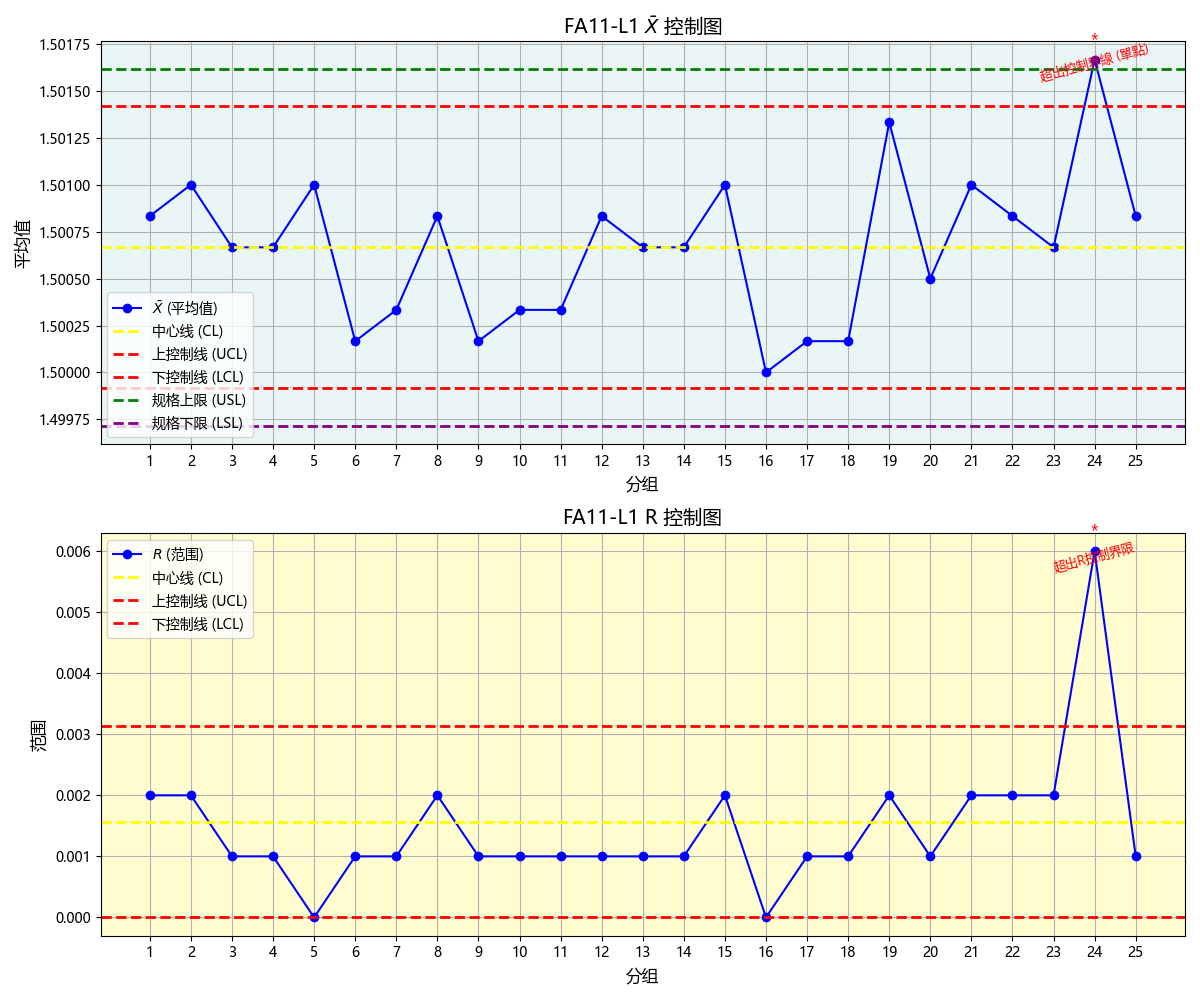 FA11-L1 X̄ 控制图
平均值
1.50175
1.50150
1.50125
1.50100
1.50075
1.50050
1.50025
1.50000
1.49975
*
超出控制界線 (單點)
X̄ (平均值)
中心线 (CL)
上控制线 (UCL)
下控制线 (LCL)
规格上限 (USL)
规格下限 (LSL)
1 2 3 4 5 6 7 8 9 10 11 12 13 14 15 16 17 18 19 20 21 22 23 24 25
分组
FA11-L1 R 控制图
范围
0.006
0.005
0.004
0.003
0.002
0.001
0.000
*
超出R控制界限
R (范围)
中心线 (CL)
上控制线 (UCL)
下控制线 (LCL)
1 2 3 4 5 6 7 8 9 10 11 12 13 14 15 16 17 18 19 20 21 22 23 24 25
分组